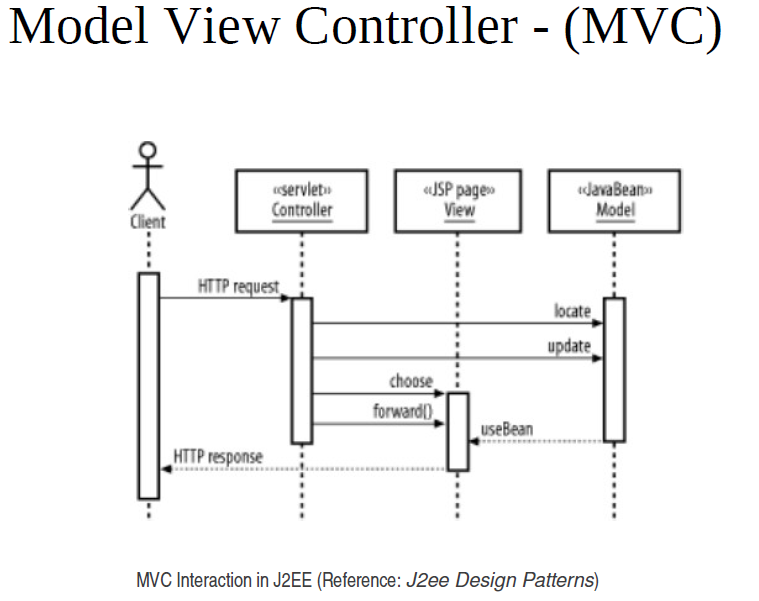 Model View Controller - (MVC)
«servlet»
Controller
«JSP page»
View
«JavaBean»
Model
Client
HTTP request
locate
update
choose
forward()
useBean
HTTP response
MVC Interaction in J2EE (Reference: J2ee Design Patterns)